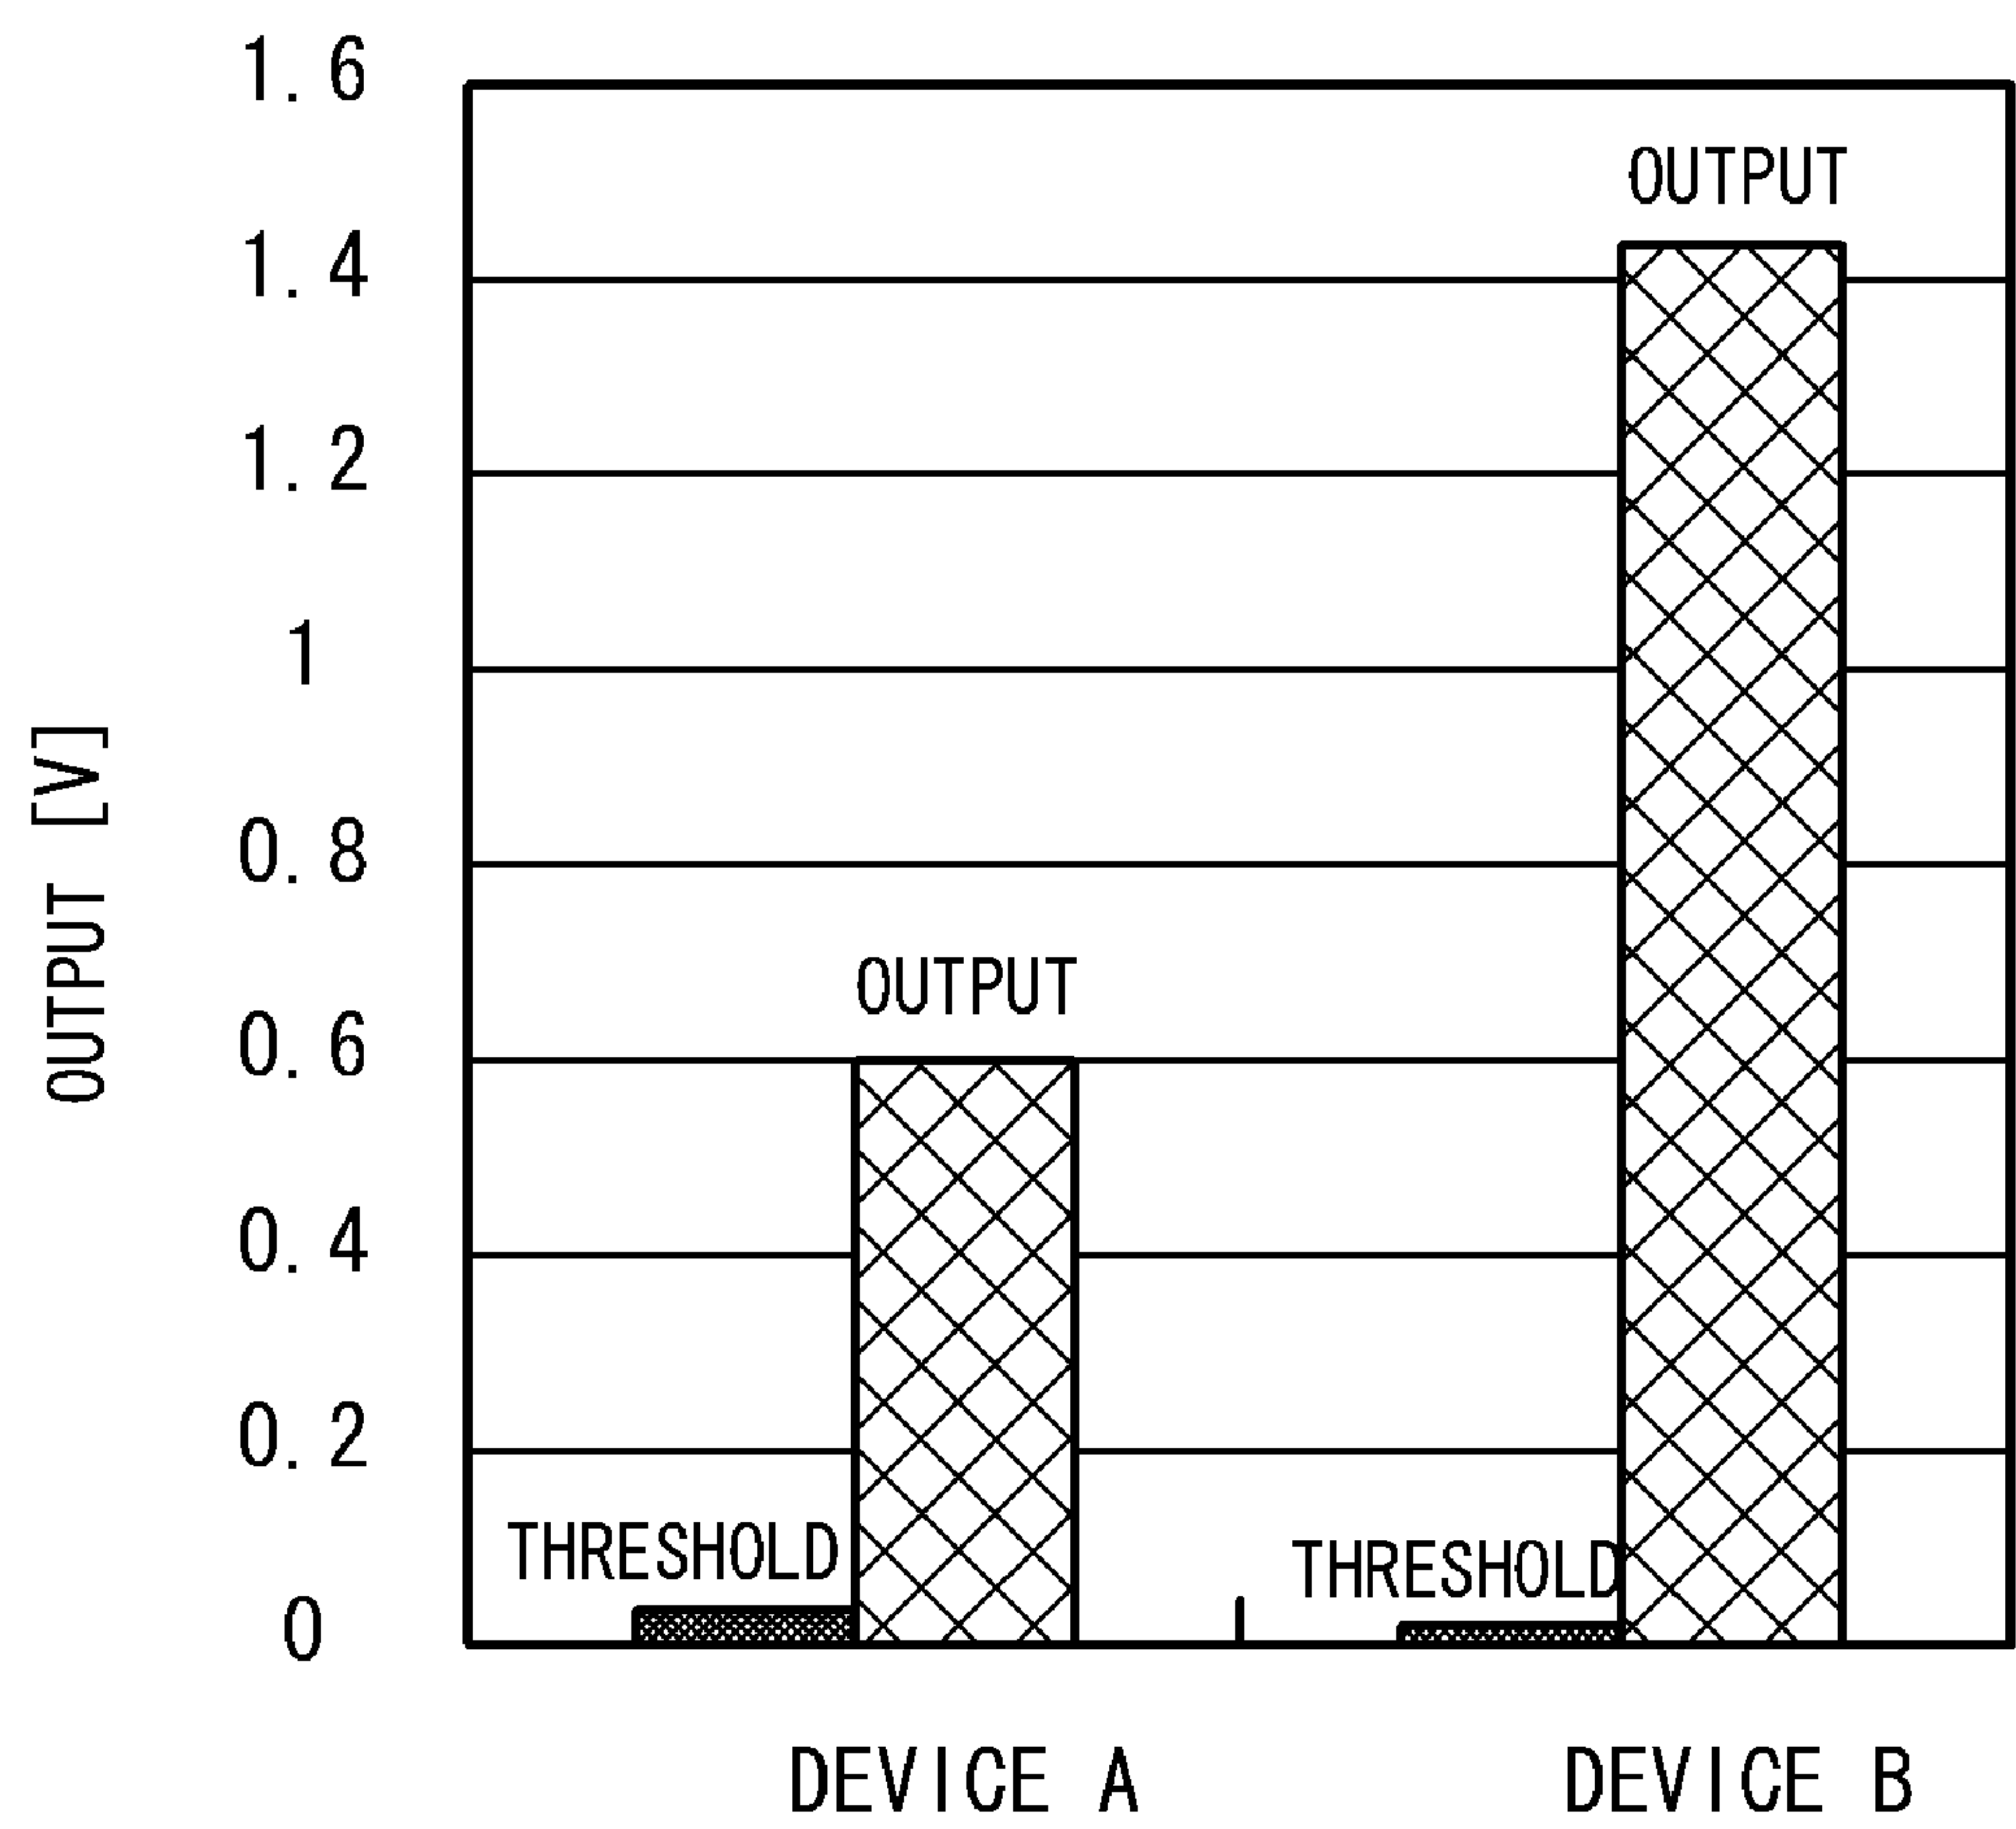 1.6
OUTPUT
1.4
1.2
1
OUTPUT [V]
0.8
OUTPUT
0.6
0.4
0.2
THRESHOLD
THRESHOLD
0
DEVICE A
DEVICE B